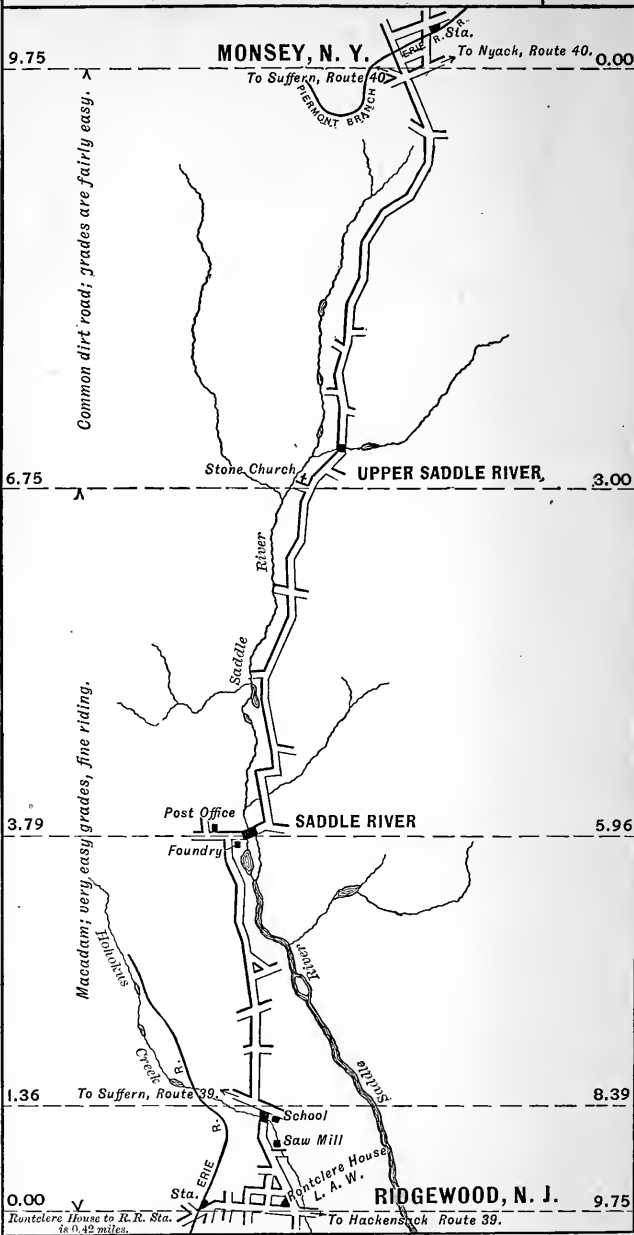 ERIE R. R.
Sta.
MONSEY, N. Y.
To Nyack, Route 40.
9.75
0.00
To Suffern, Route 40
PIERMONT BRANCH
Common dirt road; grades are fairly easy.
Stone Church
UPPER SADDLE RIVER,
6.75
3.00
River
Saddle
Macadam; very easy grades, fine riding.
Post Office
SADDLE RIVER
3.79
5.96
Foundry
Hohokus
Creek
River
Saddle
To Suffern, Route 39.
1.36
8.39
School
Saw Mill
ERIE R. R.
Rontclere House
L. A. W.
Sta.
RIDGEWOOD, N. J.
0.00
9.75
Rontclere House to R.R. Sta.
is 0.42 miles.
To Hackensack Route 39.